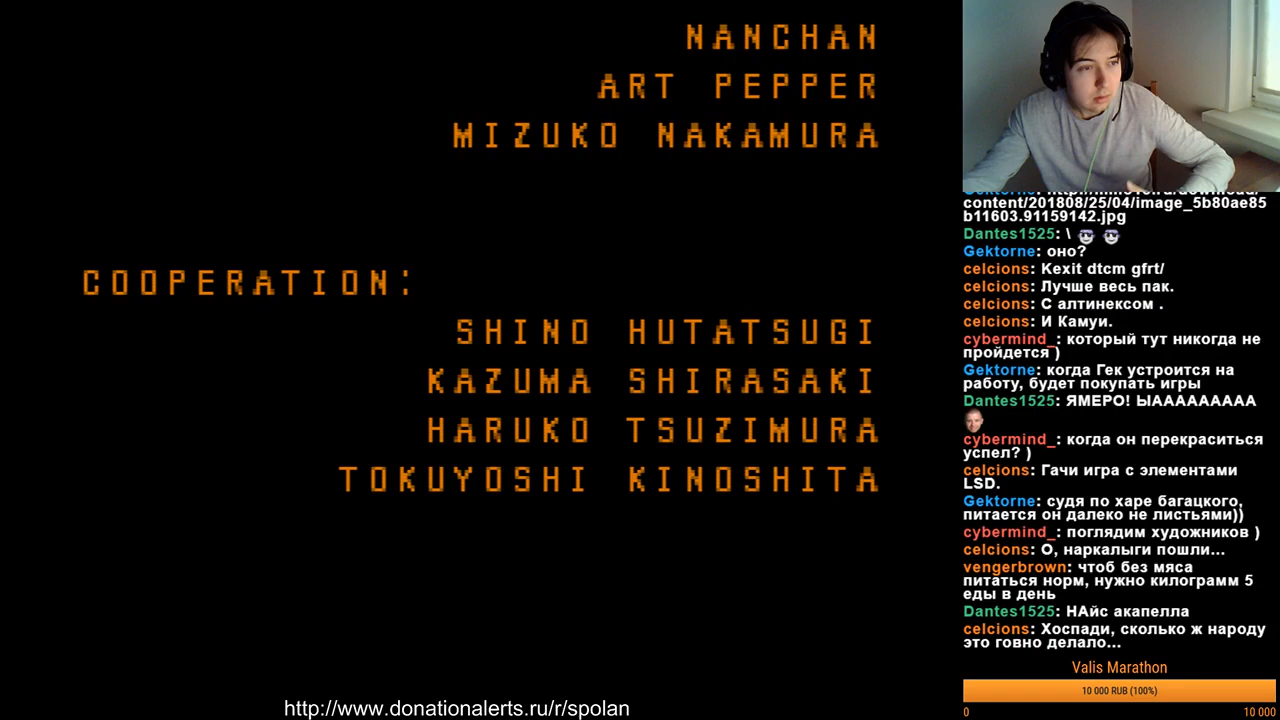 NANCHAN
ART PEPPER
MIZUKO NAKAMURA
COOPERATION:
SHINO HUTATSUGI
KAZUMA SHIRASAKI
HARUKO TSUZIMURA
TOKUYOSHI KINOSHITA
http://www.donationalerts.ru/r/spolan
content/201808/25/04/image_5b80ae85
b11603.91159142.jpg
Dantes1525: \
Gektorne: оно?
celcions: Kexit dtcm gfrt/
celcions: Лучше весь пак.
celcions: С алтинексом .
celcions: И Камуи.
cybermind_: который тут никогда не
пройдется )
Gektorne: когда Гек устроится на
работу, будет покупать игры
Dantes1525: ЯМЕРО! ЫААААААААА
cybermind_: когда он перекраситься
успел? )
celcions: Гачи игра с элементами
LSD.
Gektorne: судя по харе багацкого,
питается он далеко не листьями))
cybermind_: поглядим художников )
celcions: О, наркалыги пошли...
vengerbrown: чтоб без мяса
питаться норм, нужно килограмм 5
еды в день
Dantes1525: НАйс акапелла
celcions: Хоспади, сколько ж народу
это говно делало...
Valis Marathon
10 000 RUB (100%)
0 10 000